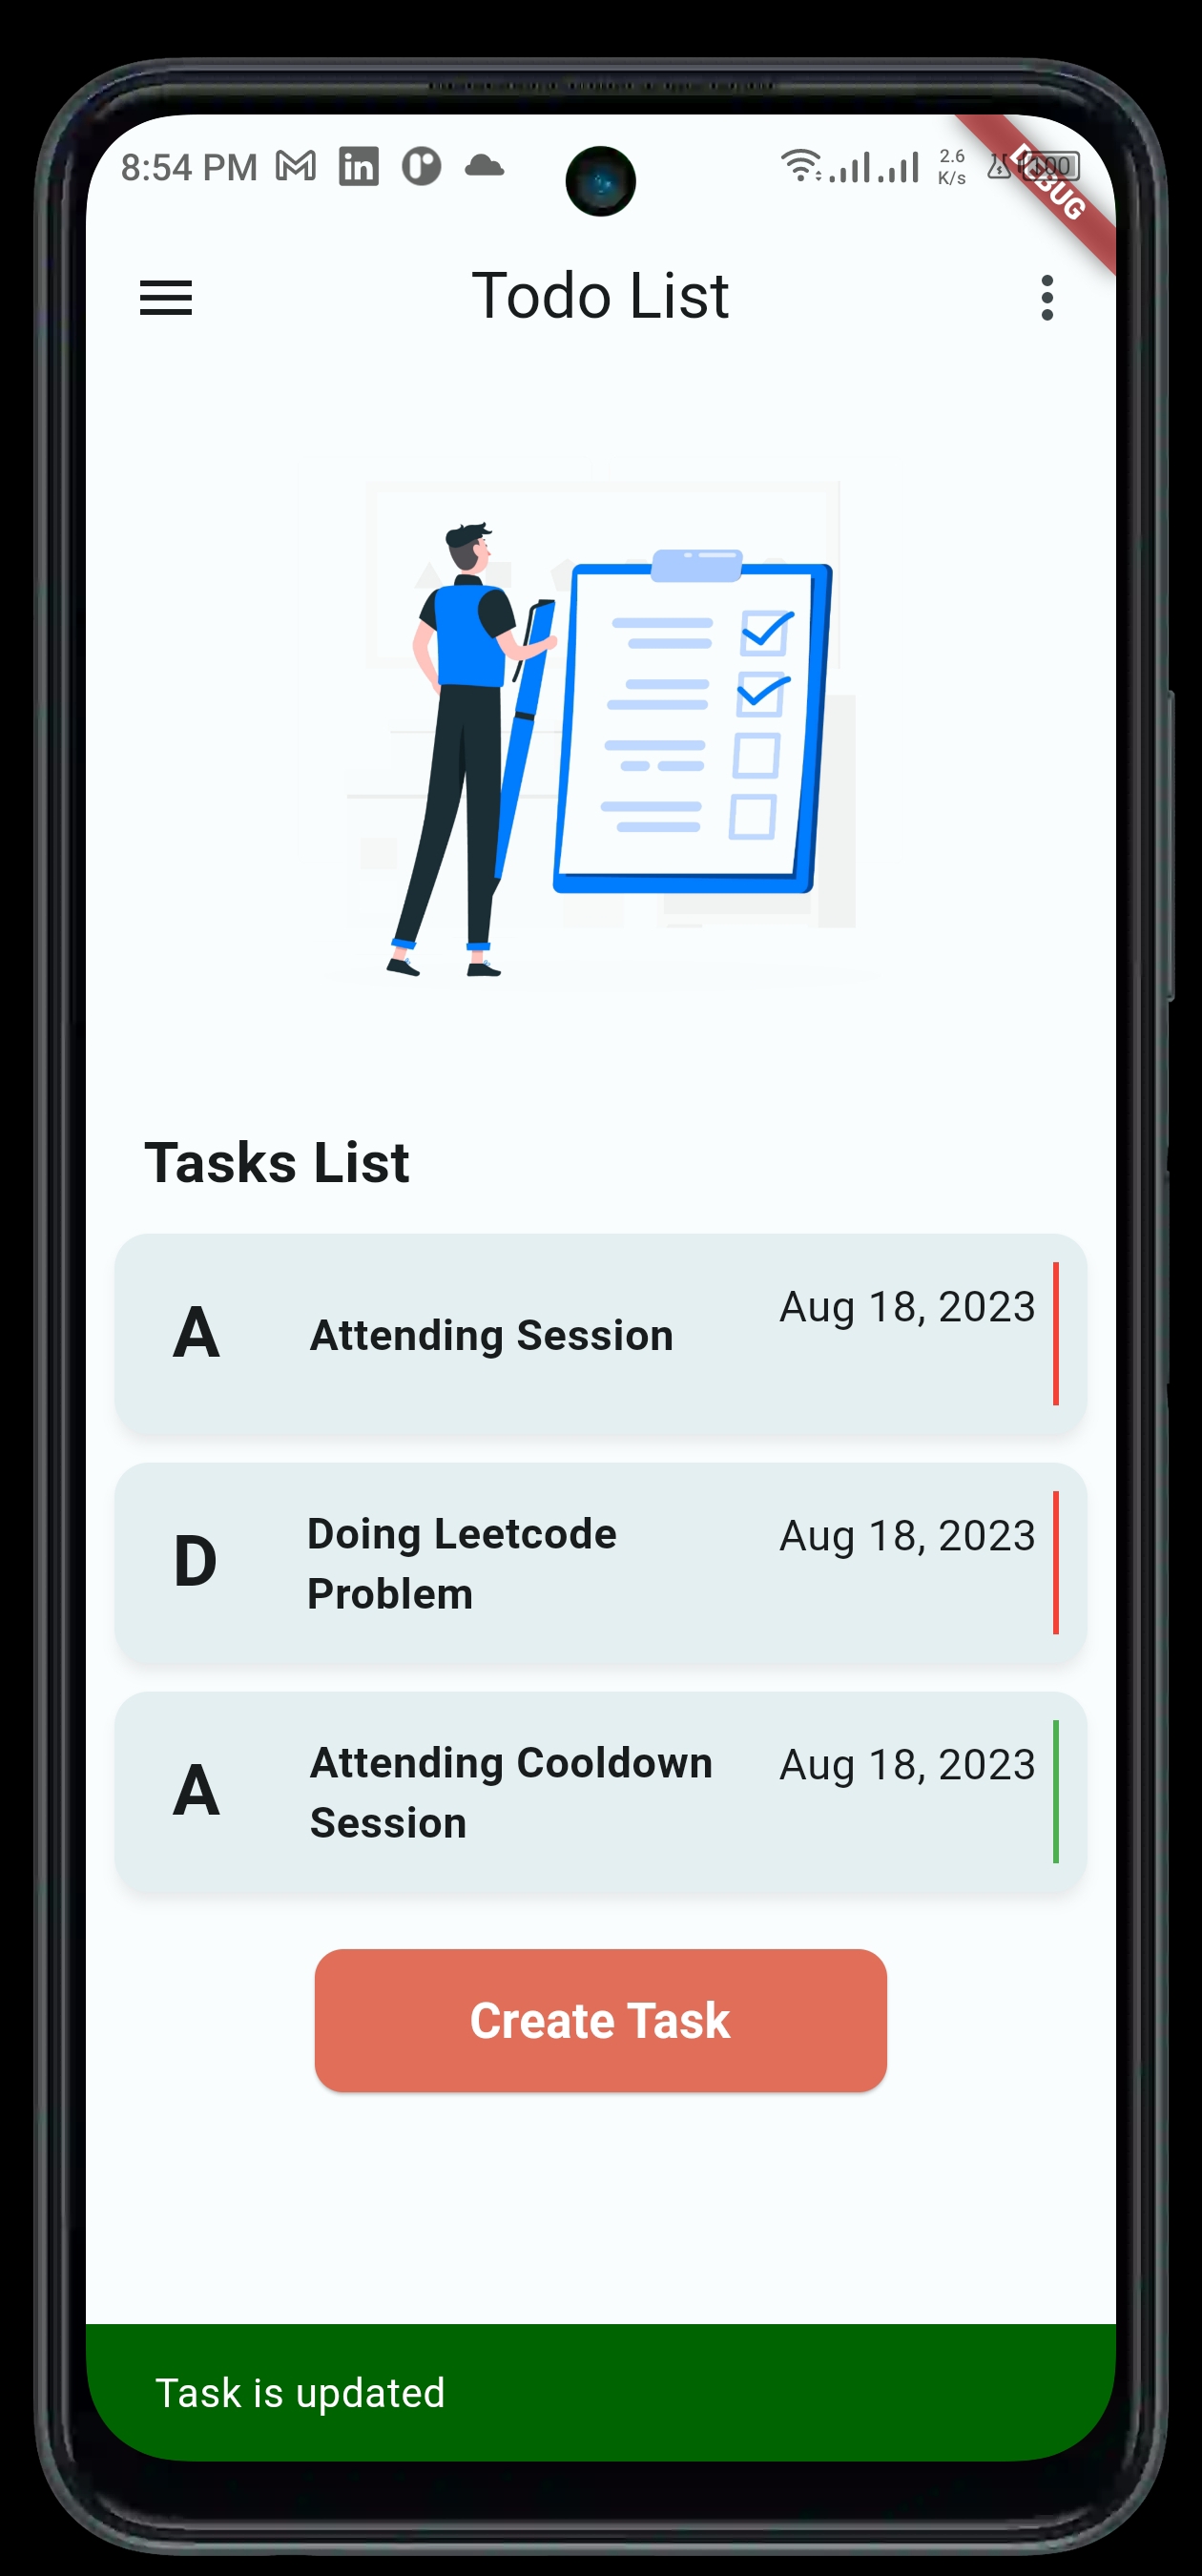 8:54 PM
2.6
K/s
100
DEBUG
Todo List
Tasks List
A
Attending Session
Aug 18, 2023
D
Doing Leetcode
Problem
Aug 18, 2023
A
Attending Cooldown
Session
Aug 18, 2023
Create Task
Task is updated